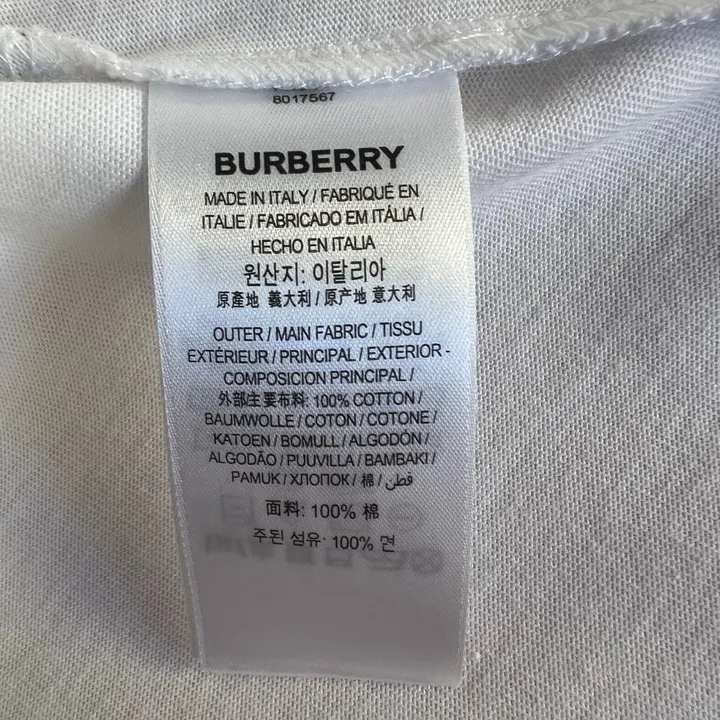 8017567
BURBERRY
MADE IN ITALY / FABRIQUÉ EN
ITALIE / FABRICADO EM ITÁLIA /
HECHO EN ITALIA
원산지: 이탈리아
原產地 義大利 / 原产地 意大利
OUTER / MAIN FABRIC / TISSU
EXTÉRIEUR / PRINCIPAL / EXTERIOR -
COMPOSICION PRINCIPAL /
外部主要布料: 100% COTTON /
BAUMWOLLE / COTON / COTONE /
KATOEN / BOMULL / ALGODÓN /
ALGODÃO / PUUVILLA / BAMBAKI /
PAMUK / ХЛОПОК / 棉 / قطن
面料: 100% 棉
주된 섬유: 100% 면